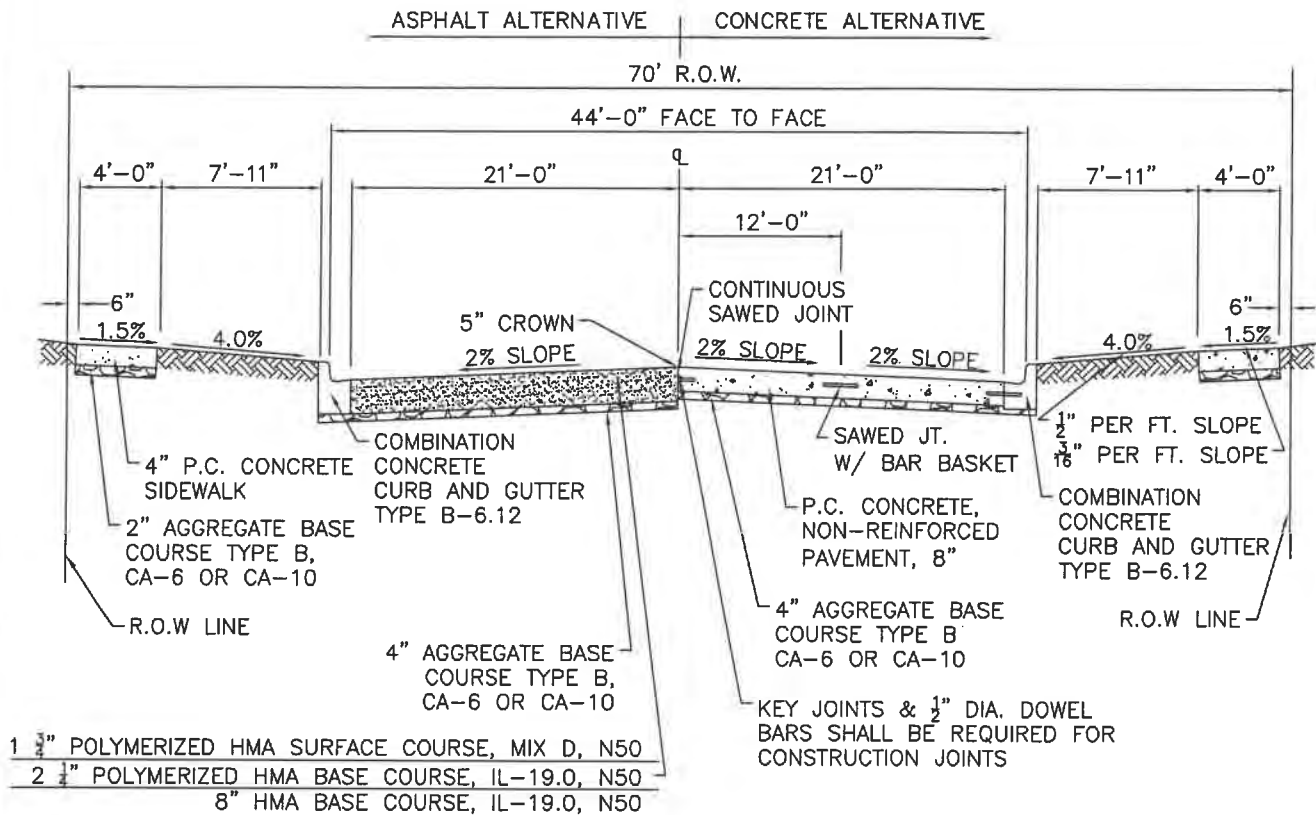 ASPHALT ALTERNATIVE
CONCRETE ALTERNATIVE
70' R.O.W.
44'-0" FACE TO FACE
℄
4'-0"
7'-11"
21'-0"
21'-0"
7'-11"
4'-0"
12'-0"
6"
1.5%
4.0%
5" CROWN
2% SLOPE
CONTINUOUS
SAWED JOINT
2% SLOPE
2% SLOPE
4.0%
6"
1.5%
4" P.C. CONCRETE
SIDEWALK
2" AGGREGATE BASE
COURSE TYPE B,
CA-6 OR CA-10
R.O.W LINE
COMBINATION
CONCRETE
CURB AND GUTTER
TYPE B-6.12
4" AGGREGATE BASE
COURSE TYPE B,
CA-6 OR CA-10
1 3/4" POLYMERIZED HMA SURFACE COURSE, MIX D, N50
2 1/4" POLYMERIZED HMA BASE COURSE, IL-19.0, N50
8" HMA BASE COURSE, IL-19.0, N50
SAWED JT.
W/ BAR BASKET
P.C. CONCRETE,
NON-REINFORCED
PAVEMENT, 8"
4" AGGREGATE BASE
COURSE TYPE B
CA-6 OR CA-10
KEY JOINTS & 1/2" DIA. DOWEL
BARS SHALL BE REQUIRED FOR
CONSTRUCTION JOINTS
1/2" PER FT. SLOPE
3/16" PER FT. SLOPE
COMBINATION
CONCRETE
CURB AND GUTTER
TYPE B-6.12
R.O.W LINE